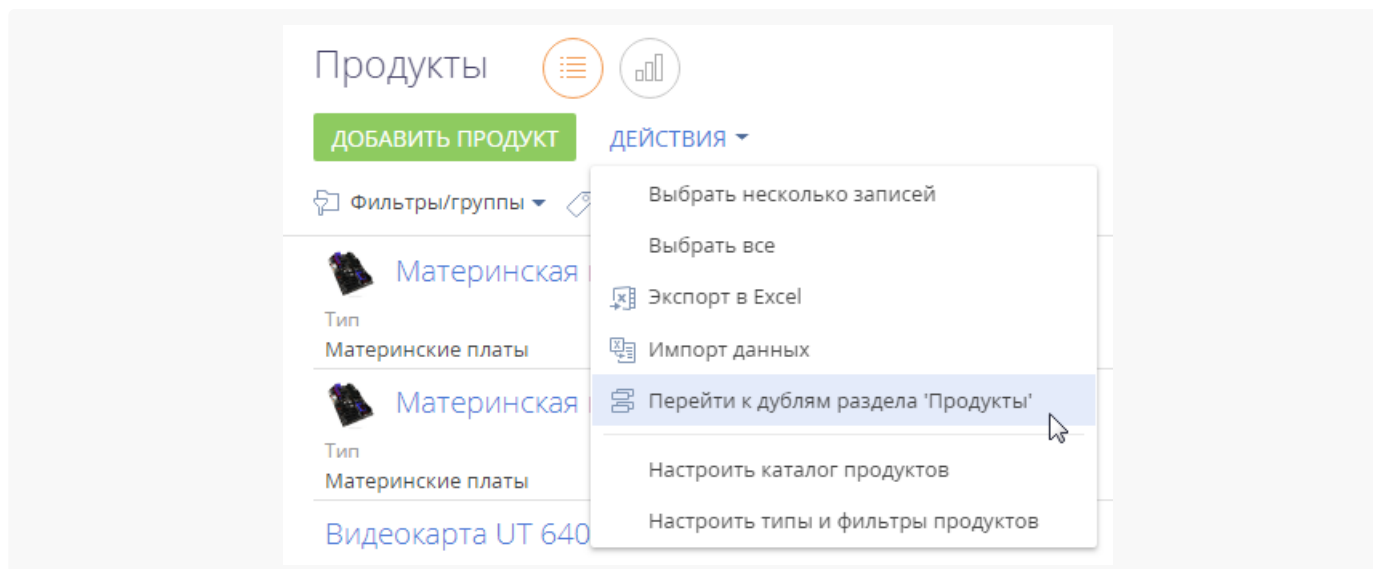 Продукты
ДОБАВИТЬ ПРОДУКТ ДЕЙСТВИЯ
Фильтры/группы
Выбрать несколько записей
Выбрать все
Экспорт в Excel
Импорт данных
Перейти к дублям раздела 'Продукты'
Настроить каталог продуктов
Настроить типы и фильтры продуктов
Материнская
Тип
Материнские платы
Материнская
Тип
Материнские платы
Видеокарта UT 640